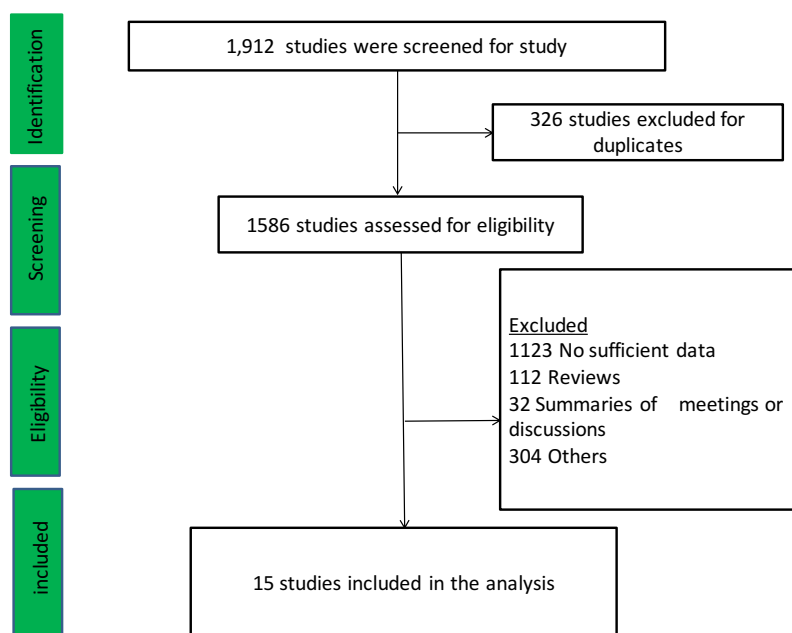 Identification
1,912 studies were screened for study
326 studies excluded for
duplicates
Screening
1586 studies assessed for eligibility
Eligibility
Excluded
1123 No sufficient data
112 Reviews
32 Summaries of meetings or
discussions
304 Others
included
15 studies included in the analysis